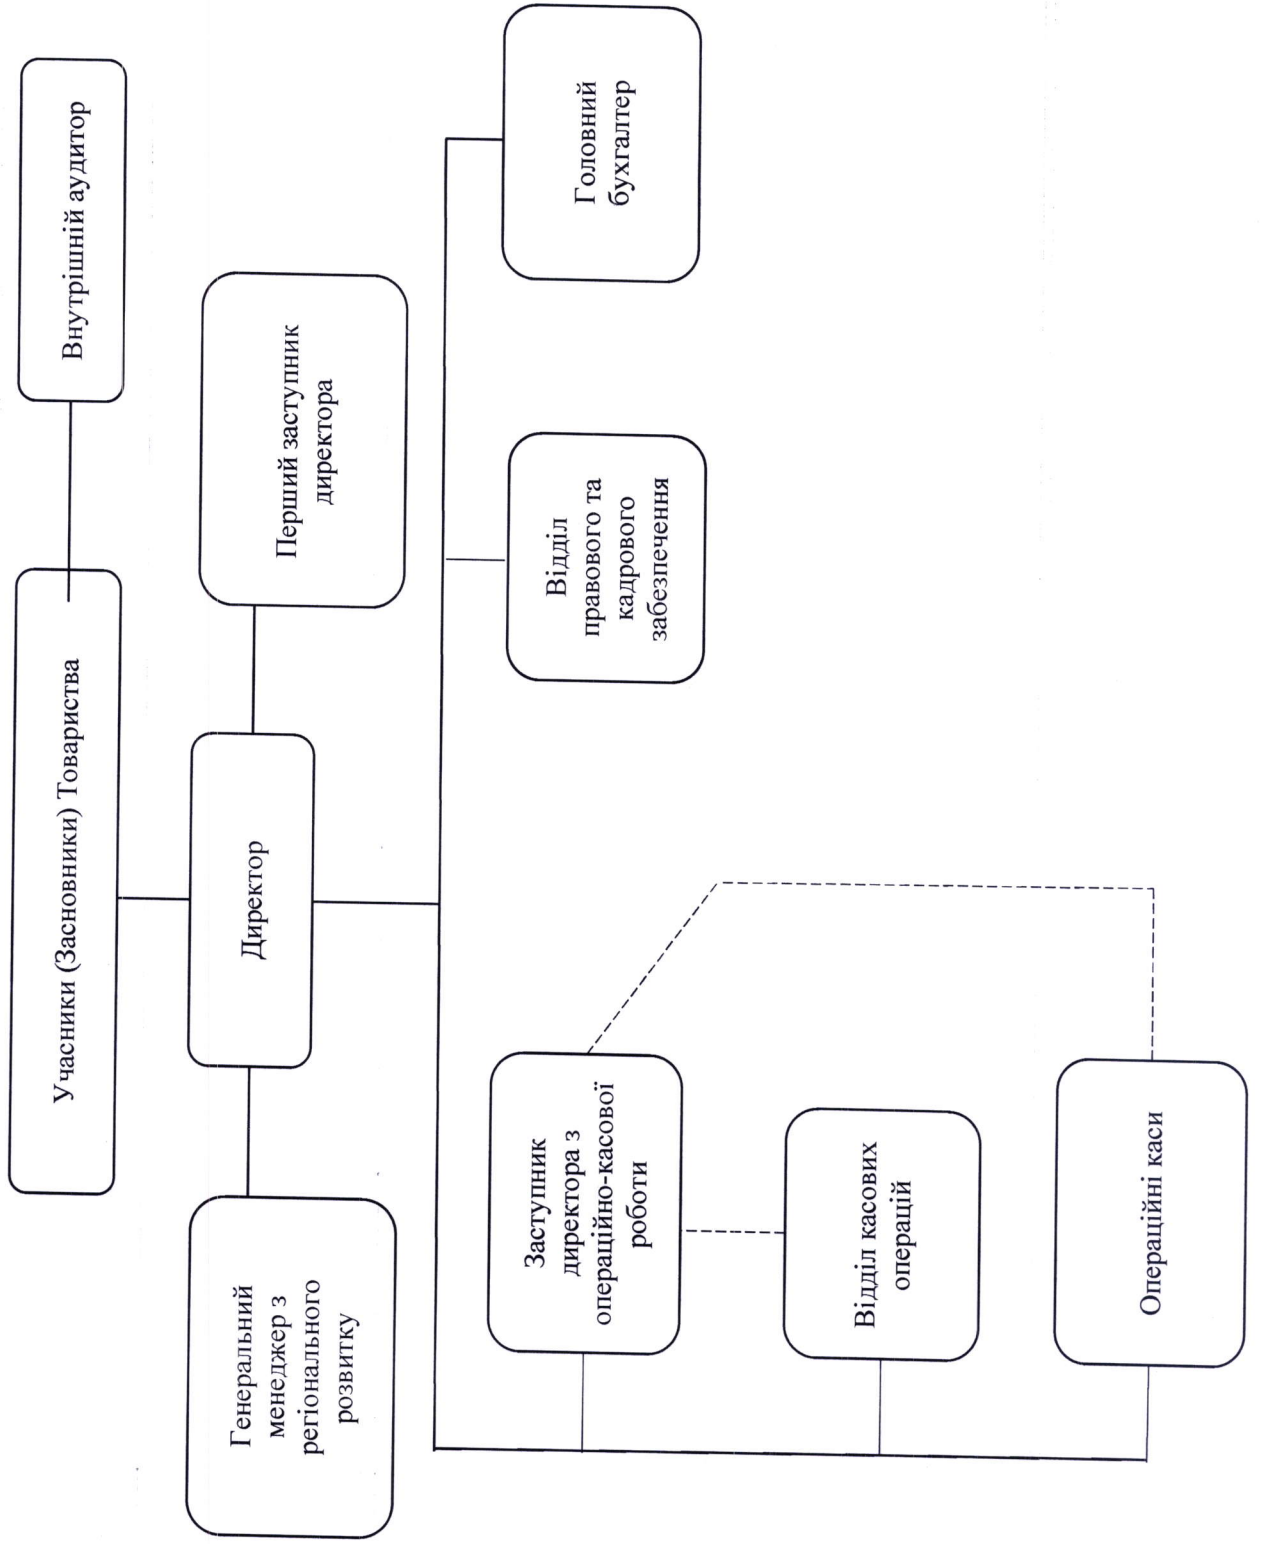 Учасники (Засновники) Товариства
Внутрішній аудитор
Генеральний
менеджер з
регіонального
розвитку
Директор
Перший заступник
директора
Заступник
директора з
операційно-касової
роботи
Відділ
правового та
кадрового
забезпечення
Головний
бухгалтер
Відділ касових
операцій
Операційні каси